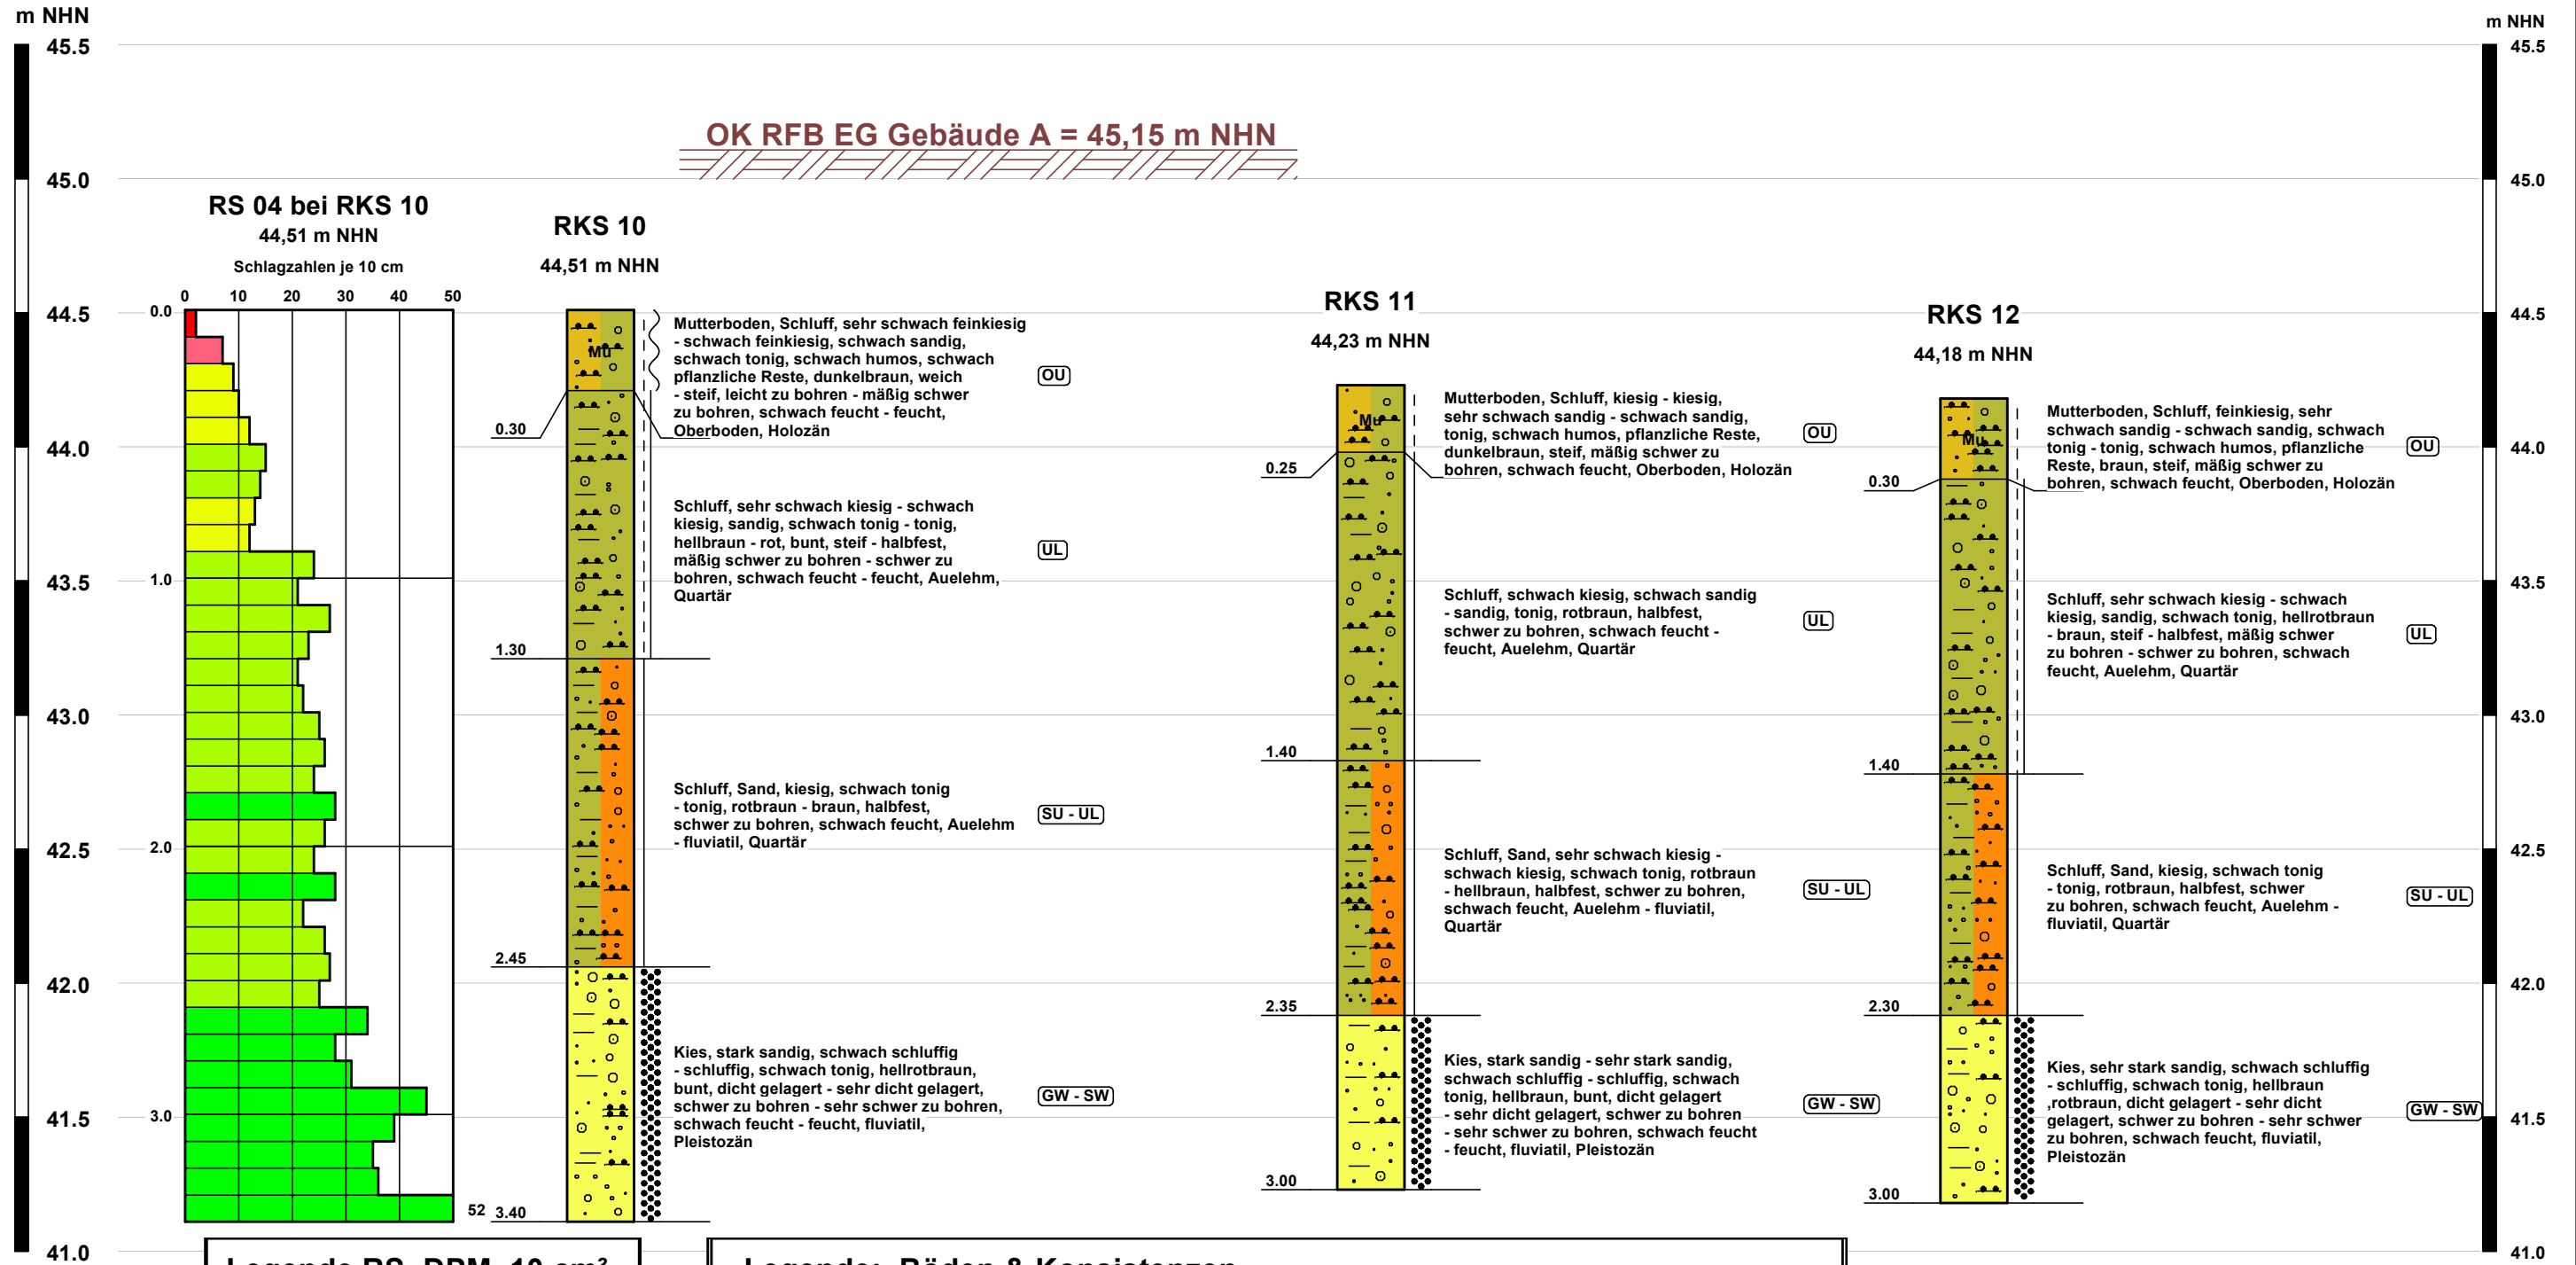 m NHN
m NHN
45.5
45.5
OK RFB EG Gebäude A = 45,15 m NHN
45.0
45.0
RS 04 bei RKS 10
44,51 m NHN
Schlagzahlen je 10 cm
0 10 20 30 40 50
0.0
1.0
2.0
3.0
52
RKS 10
44,51 m NHN
Mu
0.30
1.30
2.45
3.40
Mutterboden, Schluff, sehr schwach feinkiesig
- schwach feinkiesig, schwach sandig,
schwach tonig, schwach humos, schwach
pflanzliche Reste, dunkelbraun, weich
- steif, leicht zu bohren - mäßig schwer
zu bohren, schwach feucht - feucht,
Oberboden, Holozän
OU
Schluff, sehr schwach kiesig - schwach
kiesig, sandig, schwach tonig - tonig,
hellbraun - rot, bunt, steif - halbfest,
mäßig schwer zu bohren - schwer zu
bohren, schwach feucht - feucht, Auelehm,
Quartär
UL
Schluff, Sand, kiesig, schwach tonig
- tonig, rotbraun - braun, halbfest,
schwer zu bohren, schwach feucht, Auelehm
- fluviatil, Quartär
SU - UL
Kies, stark sandig, schwach schluffig
- schluffig, schwach tonig, hellrotbraun,
bunt, dicht gelagert - sehr dicht gelagert,
schwer zu bohren - sehr schwer zu bohren,
schwach feucht - feucht, fluviatil,
Pleistozän
GW - SW
RKS 11
44,23 m NHN
Mu
0.25
1.40
2.35
3.00
Mutterboden, Schluff, kiesig - kiesig,
sehr schwach sandig - schwach sandig,
tonig, schwach humos, pflanzliche Reste,
dunkelbraun, steif, mäßig schwer zu
bohren, schwach feucht, Oberboden, Holozän
OU
Schluff, schwach kiesig, schwach sandig
- sandig, tonig, rotbraun, halbfest,
schwer zu bohren, schwach feucht -
feucht, Auelehm, Quartär
UL
Schluff, Sand, sehr schwach kiesig -
schwach kiesig, schwach tonig, rotbraun
- hellbraun, halbfest, schwer zu bohren,
schwach feucht, Auelehm - fluviatil,
Quartär
SU - UL
Kies, stark sandig - sehr stark sandig,
schwach schluffig - schluffig, schwach
tonig, hellbraun, bunt, dicht gelagert
- sehr dicht gelagert, schwer zu bohren
- sehr schwer zu bohren, schwach feucht
- feucht, fluviatil, Pleistozän
GW - SW
RKS 12
44,18 m NHN
Mu
0.30
1.40
2.30
3.00
Mutterboden, Schluff, feinkiesig, sehr
schwach sandig - schwach sandig, schwach
tonig - tonig, schwach humos, pflanzliche
Reste, braun, steif, mäßig schwer zu
bohren, schwach feucht, Oberboden, Holozän
OU
Schluff, sehr schwach kiesig - schwach
kiesig, sandig, schwach tonig, hellrotbraun
- braun, steif - halbfest, mäßig schwer
zu bohren - schwer zu bohren, schwach
feucht, Auelehm, Quartär
UL
Schluff, Sand, kiesig, schwach tonig
- tonig, rotbraun, halbfest, schwer
zu bohren, schwach feucht, Auelehm -
fluviatil, Quartär
SU - UL
Kies, sehr stark sandig, schwach schluffig
- schluffig, schwach tonig, hellbraun
,rotbraun, dicht gelagert - sehr dicht
gelagert, schwer zu bohren - sehr schwer
zu bohren, schwach feucht, fluviatil,
Pleistozän
GW - SW
44.5
44.5
44.0
44.0
43.5
43.5
43.0
43.0
42.5
42.5
42.0
42.0
41.5
41.5
41.0
41.0
Legende RS, DPM, 10 cm²
Legende: Böden & Konsistenzen